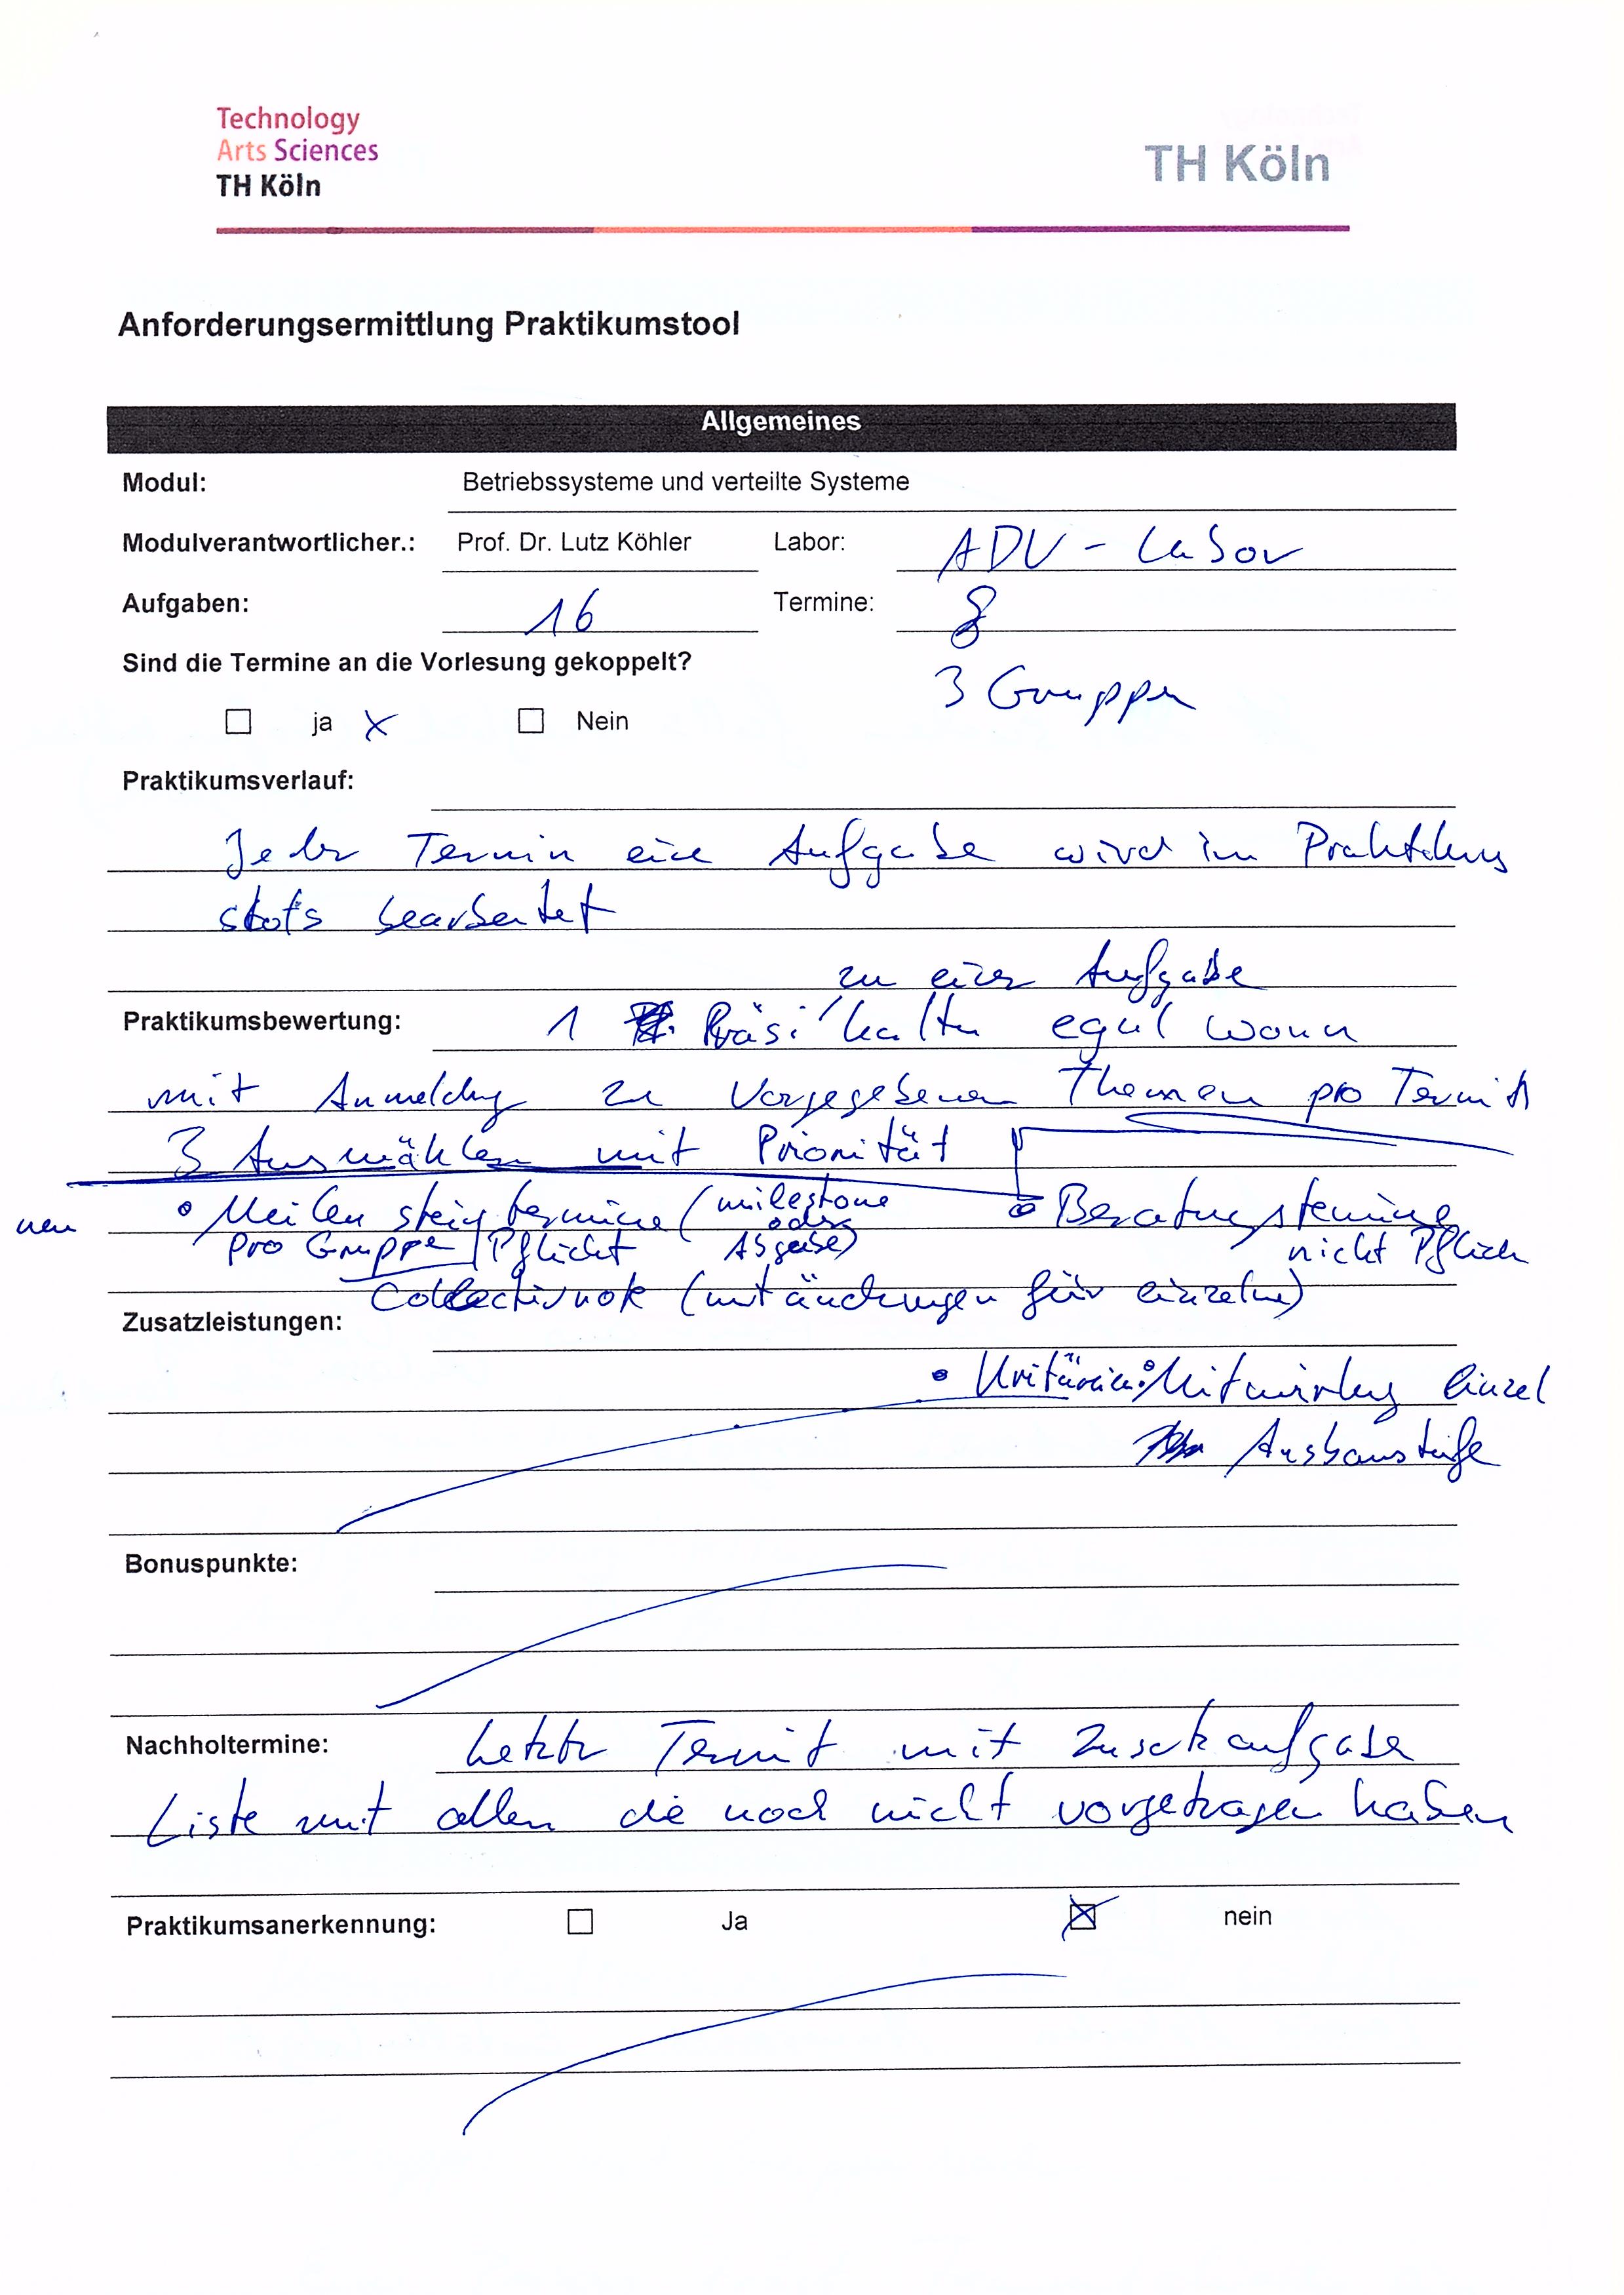 Technology
Arts Sciences
TH Köln
TH Köln
Anforderungsermittlung Praktikumstool
Allgemeines
Modul: Betriebssysteme und verteilte Systeme
Modulverantwortlicher.: Prof. Dr. Lutz Köhler Labor: ADV - Labor
Aufgaben: 16 Termine: 8
Sind die Termine an die Vorlesung gekoppelt?
3 Gruppen
ja X Nein
Praktikumsverlauf:
Jeder Termin eine Aufgabe wird im Praktikum
stets bearbeitet
zu einer Aufgabe
Praktikumsbewertung: 1 Präsi halten egal wann
mit Anmeldung zu vorgegebenen Themen pro Termin
3 Auswählen mit Priorität
neu • Meilensteintermine (milestone oder Abgabe) • Beratungstermine
pro Gruppe Pflicht nicht Pflicht
Collectivnote (mit änderungen für einzelne)
Zusatzleistungen:
• Kritärien: Mitwirkung einzel
Ausbaustufe
Bonuspunkte:
Nachholtermine: Letzter Termin mit Zusatzaufgabe
Liste mit allen die noch nicht vorgetragen haben
Praktikumsanerkennung: Ja X nein